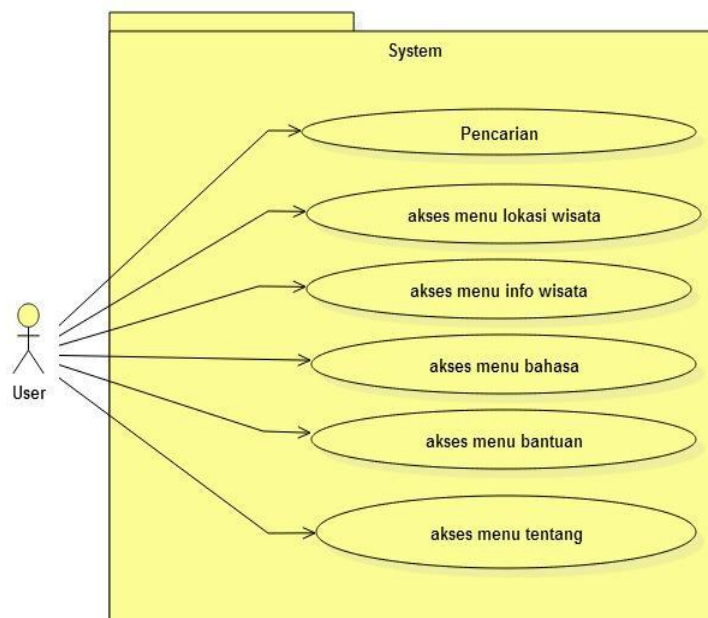 System
Pencarian
akses menu lokasi wisata
akses menu info wisata
akses menu bahasa
User
akses menu bantuan
akses menu tentang